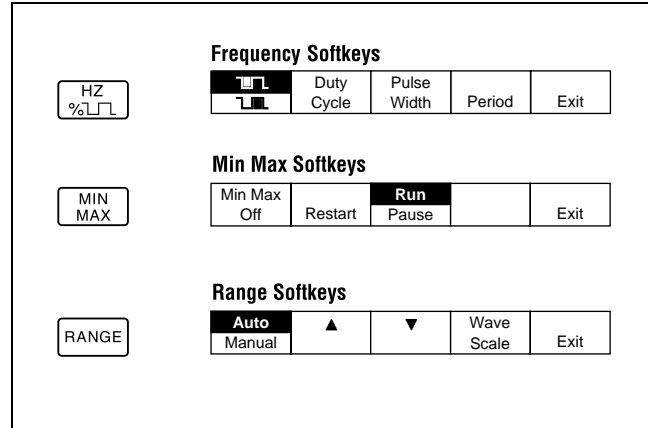 Frequency Softkeys
HZ
%
Duty Cycle
Pulse Width
Period
Exit
Min Max Softkeys
MIN
MAX
Min Max
Off
Restart
Run
Pause
Exit
Range Softkeys
RANGE
Auto
Manual
▲
▼
Wave
Scale
Exit